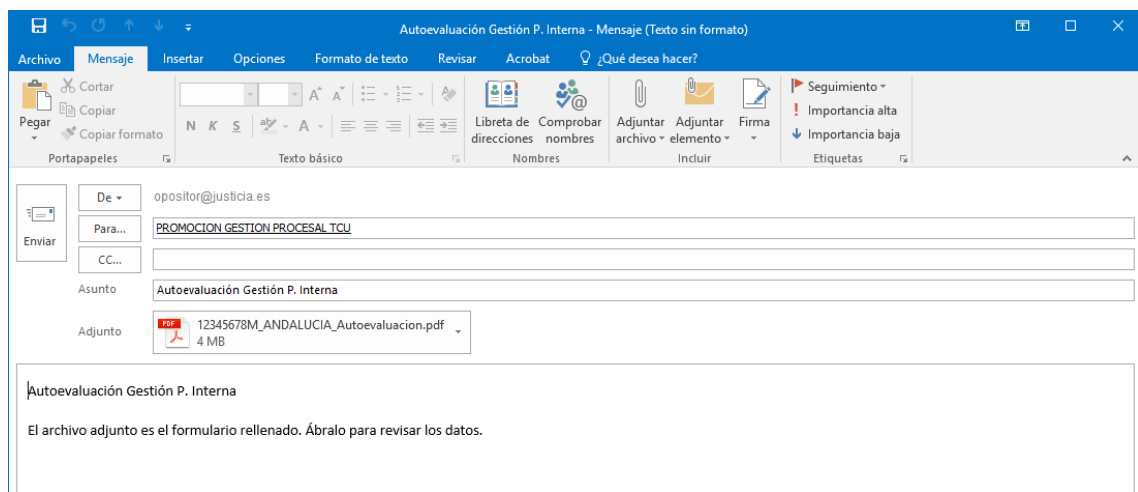 Autoevaluación Gestión P. Interna - Mensaje (Texto sin formato)
Archivo Mensaje Insertar Opciones Formato de texto Revisar Acrobat ¿Qué desea hacer?
Pegar
Cortar
Copiar
Copiar formato
Portapapeles
N K S
Texto básico
Libreta de direcciones
Comprobar nombres
Nombres
Adjuntar archivo
Adjuntar elemento
Firma
Incluir
Seguimiento
Importancia alta
Importancia baja
Etiquetas
Enviar
De opositor@justicia.es
Para... PROMOCION GESTION PROCESAL TCU
CC...
Asunto Autoevaluación Gestión P. Interna
Adjunto PDF 12345678M_ANDALUCIA_Autoevaluacion.pdf
4 MB
Autoevaluación Gestión P. Interna
El archivo adjunto es el formulario rellenado. Ábralo para revisar los datos.